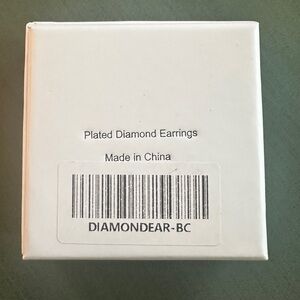 Plated Diamond Earrings
Made in China
DIAMONDEAR-BC